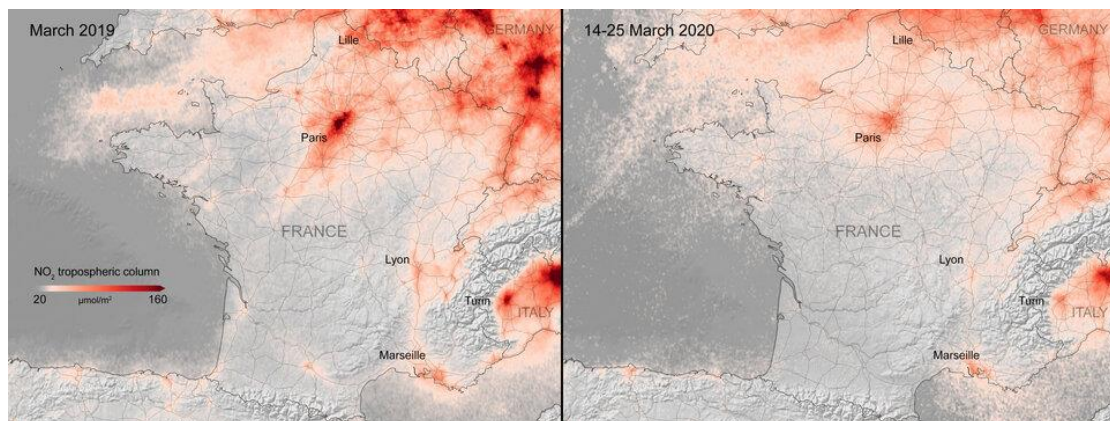 March 2019
Lille
GERMANY
Paris
FRANCE
Lyon
NO₂ tropospheric column
20 μmol/m² 160
Turin
ITALY
Marseille
14-25 March 2020
Lille
GERMANY
Paris
FRANCE
Lyon
Turin
ITALY
Marseille